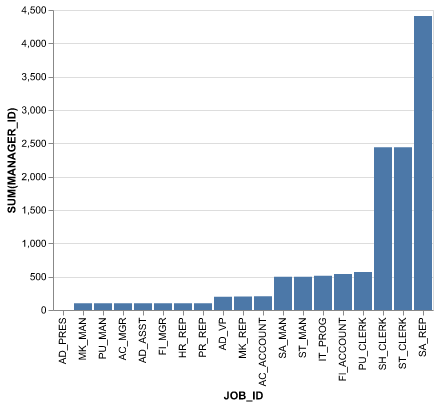 4,500
4,000
3,500
3,000
2,500
2,000
1,500
1,000
500
0
SUM(MANAGER_ID)
AD_PRES
MK_MAN
PU_MAN
AC_MGR
AD_ASST
FI_MGR
HR_REP
PR_REP
AD_VP
MK_REP
AC_ACCOUNT
SA_MAN
ST_MAN
IT_PROG
FI_ACCOUNT
PU_CLERK
SH_CLERK
ST_CLERK
SA_REP
JOB_ID